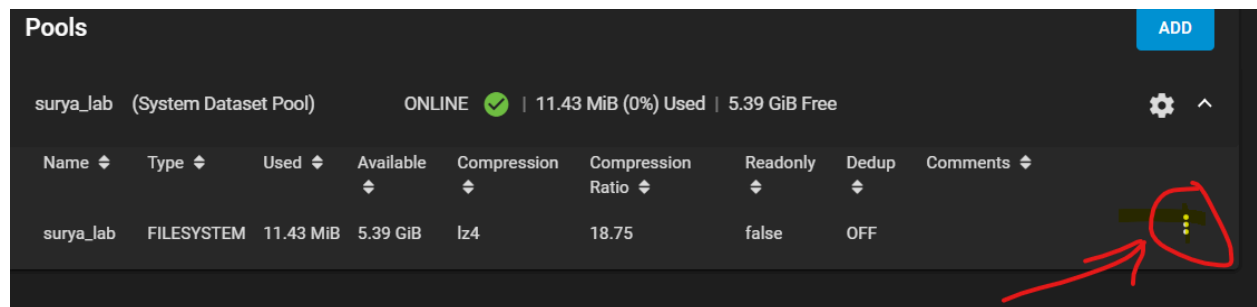 Pools
ADD
surya_lab (System Dataset Pool) ONLINE | 11.43 MiB (0%) Used | 5.39 GiB Free
Name Type Used Available Compression Compression Ratio Readonly Dedup Comments
surya_lab FILESYSTEM 11.43 MiB 5.39 GiB lz4 18.75 false OFF